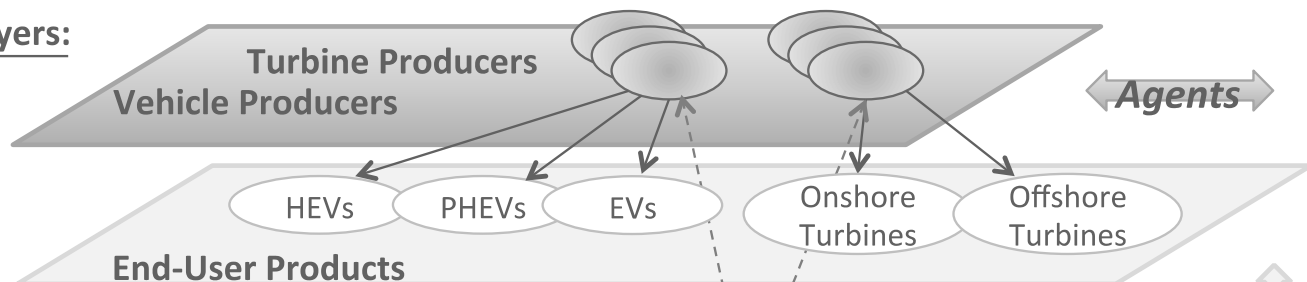 yers:
Turbine Producers
Vehicle Producers
Agents
HEVs
PHEVs
EVs
Onshore
Turbines
Offshore
Turbines
End-User Products